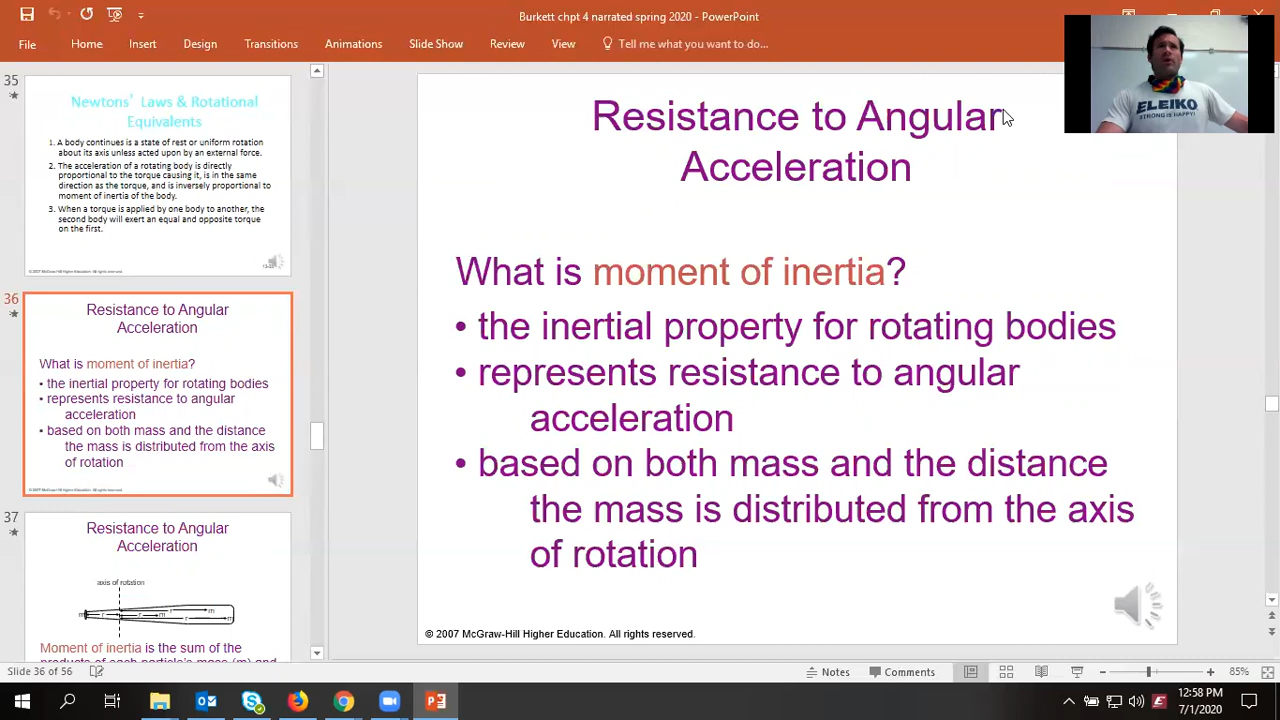 Burkett chpt 4 narrated spring 2020 - PowerPoint
File Home Insert Design Transitions Animations Slide Show Review View Tell me what you want to do...
35
Newtons' Laws & Rotational
Equivalents
1. A body continues is a state of rest or uniform rotation
about its axis unless acted upon by an external force.
2. The acceleration of a rotating body is directly
proportional to the torque causing it, is in the same
direction as the torque, and is inversely proportional to
moment of inertia of the body.
3. When a torque is applied by one body to another, the
second body will exert an equal and opposite torque
on the first.
© 2007 McGraw-Hill Higher Education. All rights reserved.
36
Resistance to Angular
Acceleration
What is moment of inertia?
• the inertial property for rotating bodies
• represents resistance to angular
acceleration
• based on both mass and the distance
the mass is distributed from the axis
of rotation
© 2007 McGraw-Hill Higher Education. All rights reserved.
37
Resistance to Angular
Acceleration
axis of rotation
m r r m r m r m
Moment of inertia is the sum of the
products of each particle's mass (m) and
Resistance to Angular
Acceleration
What is moment of inertia?
• the inertial property for rotating bodies
• represents resistance to angular
acceleration
• based on both mass and the distance
the mass is distributed from the axis
of rotation
© 2007 McGraw-Hill Higher Education. All rights reserved.
ELEIKO
STRONG IS HAPPY!
Slide 36 of 56 Notes Comments 85%
12:58 PM
7/1/2020